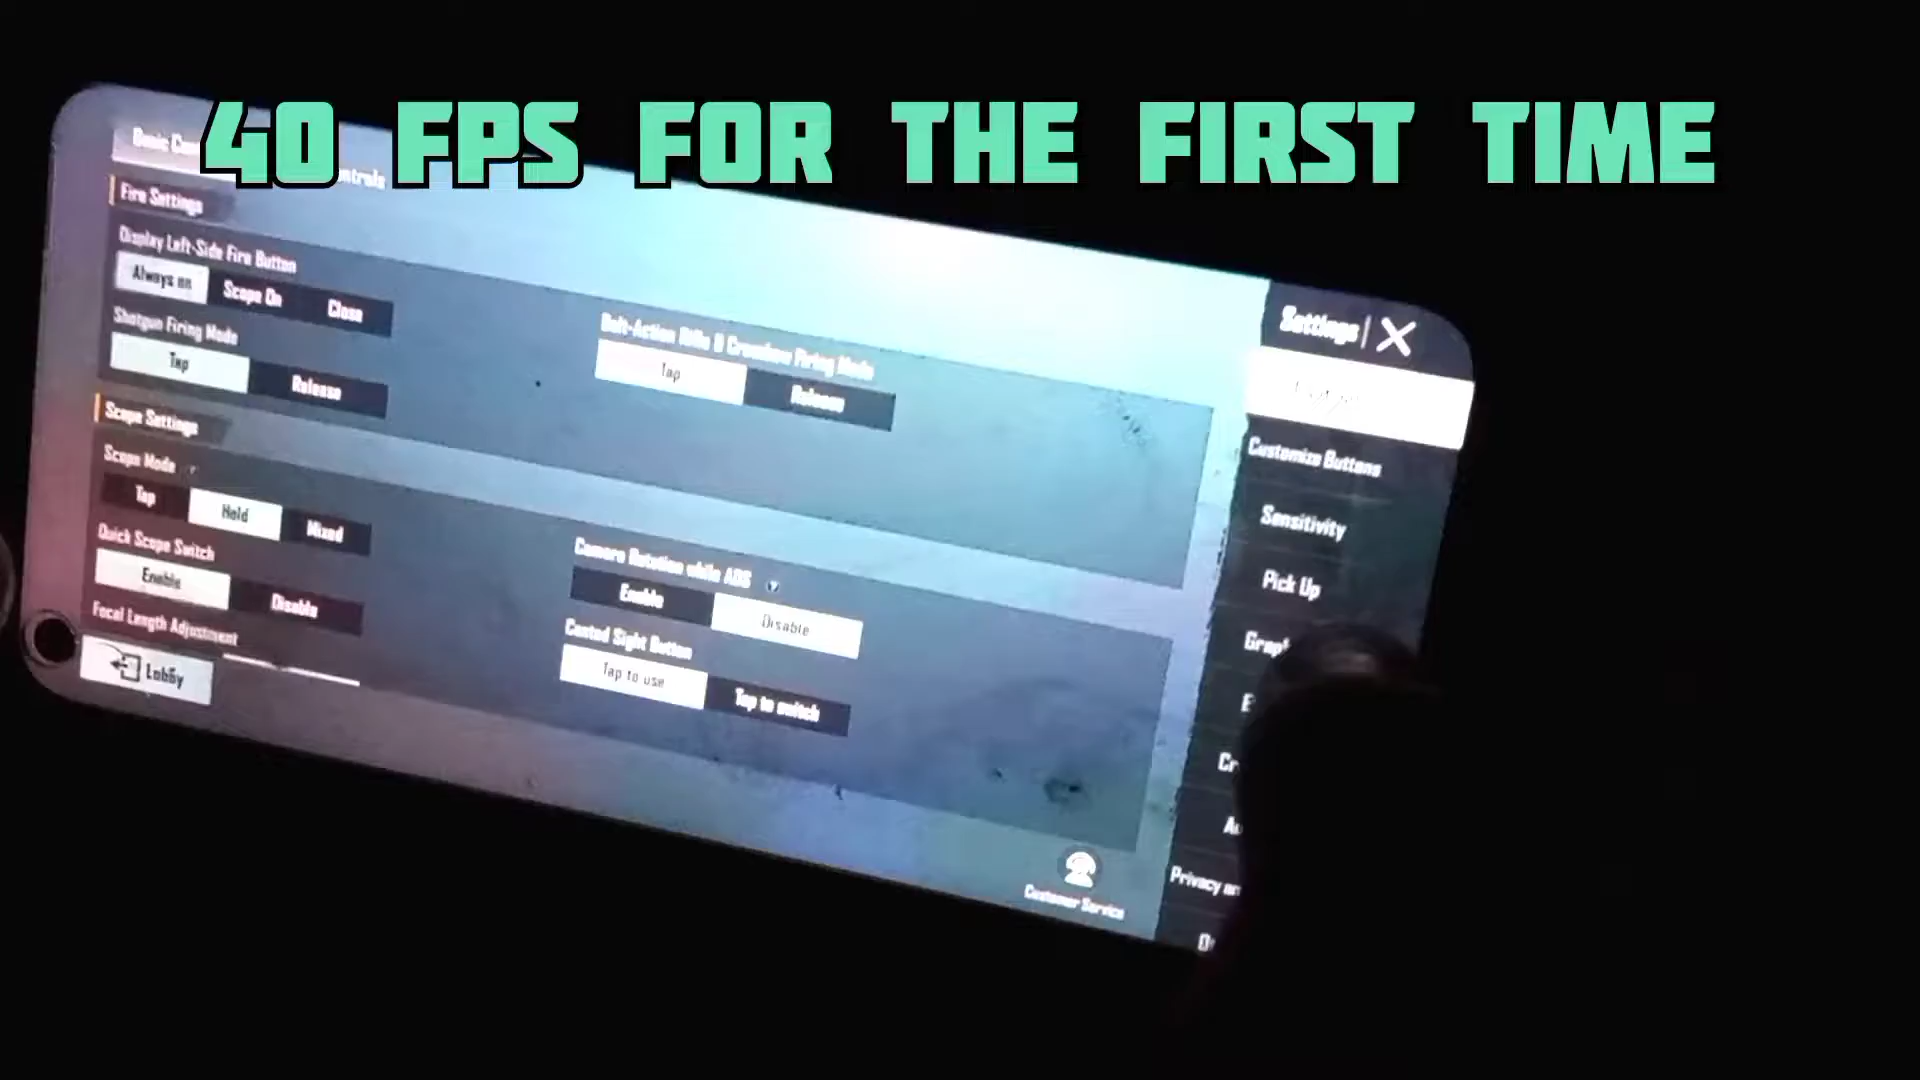 40 FPS FOR THE FIRST TIME
Fire Settings
Display Left-Side Fire Button
Always on
Scope On
Close
Shotgun Firing Mode
Tap
Release
Bolt-Action Rifle & Crossbow Firing Mode
Tap
Release
Scope Settings
Scope Mode ?
Tap
Hold
Mixed
Quick Scope Switch
Enable
Disable
Focal Length Adjustment
Lobby
Camera Rotation while ADS ?
Enable
Disable
Canted Sight Button
Tap to use
Tap to switch
Customer Service
Settings
Customize Buttons
Sensitivity
Pick Up
Privacy